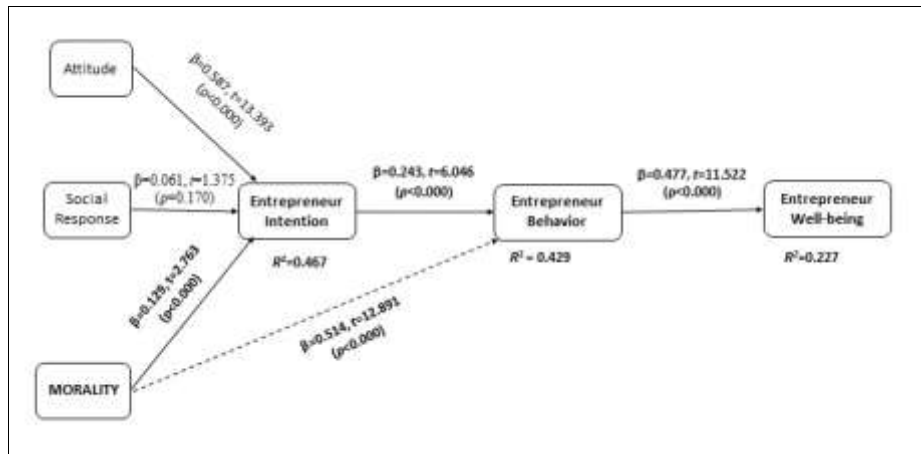 Attitude
β=0.587, t=13.393
(p<0.000)
Social
Response
β=0.061, t=1.375
(p=0.170)
Entrepreneur
Intention
R²=0.467
β=0.243, t=6.046
(p<0.000)
Entrepreneur
Behavior
R² = 0.429
β=0.477, t=11.522
(p<0.000)
Entrepreneur
Well-being
R²=0.227
β=0.129, t=2.763
(p<0.000)
β=0.514, t=12.891
(p<0.000)
MORALITY